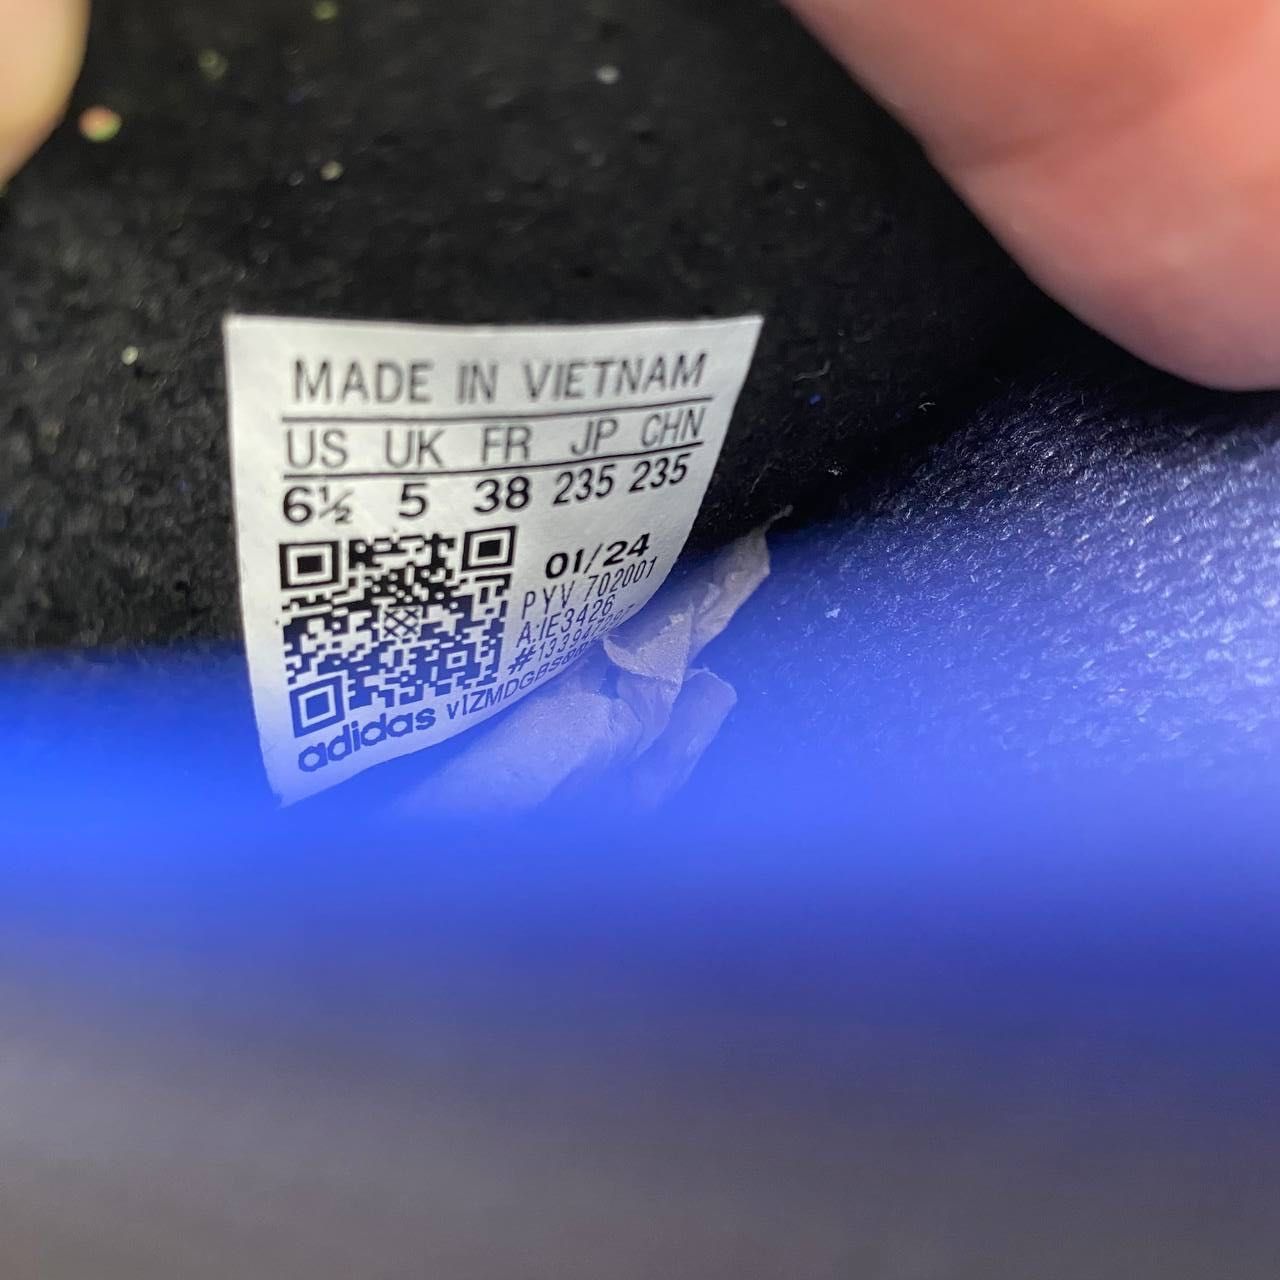 MADE IN VIETNAM
US UK FR JP CHN
6½ 5 38 235 235
01/24
PYV 702001
A:IE3426
adidas